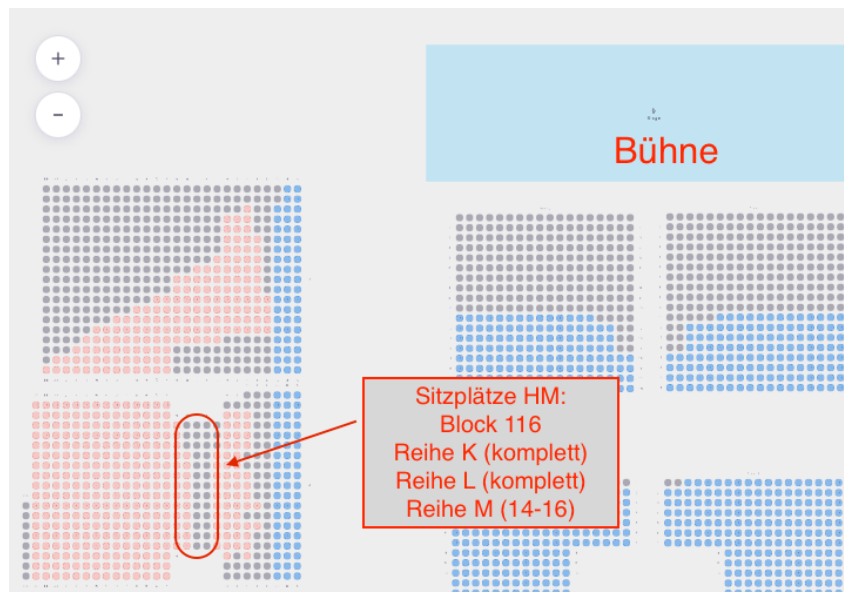 +
-
Bühne
Sitzplätze HM:
Block 116
Reihe K (komplett)
Reihe L (komplett)
Reihe M (14-16)